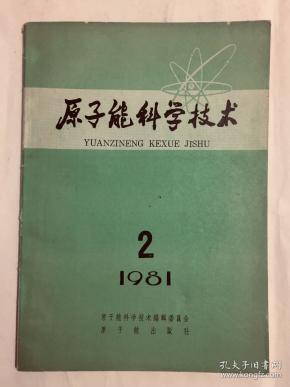 原子能科学技术
YUANZINENG KEXUE JISHU
2
1981
原子能科学技术编辑委员会
原子能出版社
孔夫子旧书网